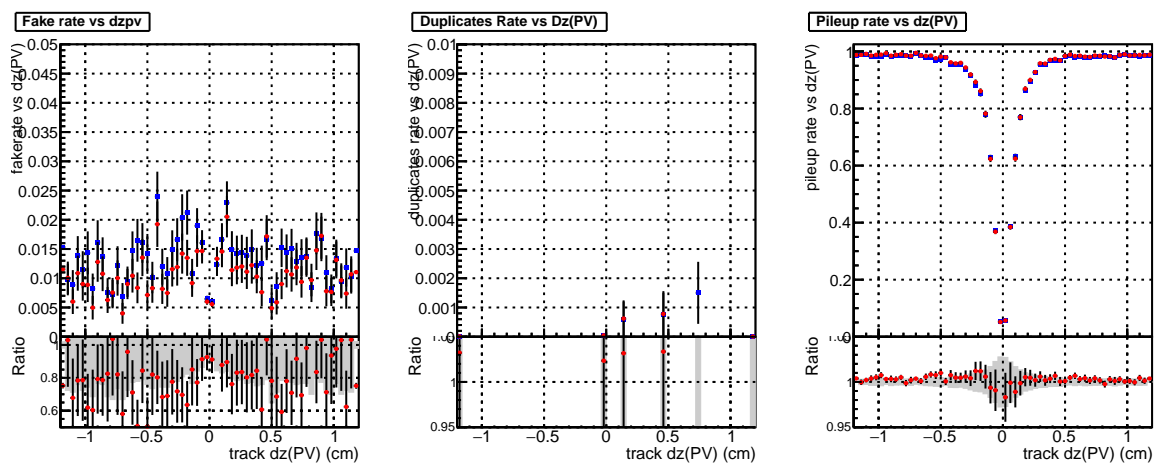 Fake rate vs dzpv
fakerate vs dz(PV)
0.05
0.045
0.04
0.035
0.03
0.025
0.02
0.015
0.01
0.005
0
Ratio
0.8
0.6
−1 −0.5 0 0.5 1
track dz(PV) (cm)
Duplicates Rate vs Dz(PV)
duplicates rate vs Dz(PV)
0.01
0.009
0.008
0.007
0.006
0.005
0.004
0.003
0.002
0.001
0
Ratio
1
0.95
−1 −0.5 0 0.5 1
track dz(PV) (cm)
Pileup rate vs dz(PV)
pileup rate vs dz(PV)
1
0.8
0.6
0.4
0.2
0
Ratio
1
0.95
−1 −0.5 0 0.5 1
track dz(PV) (cm)